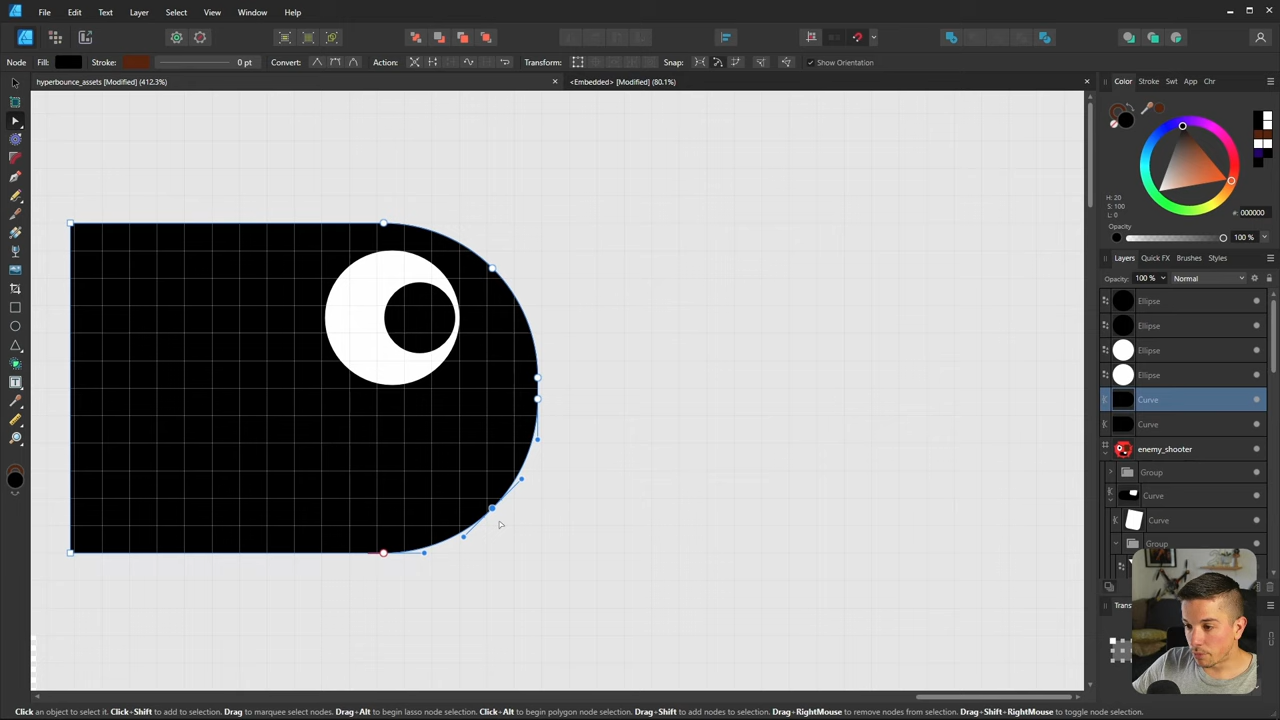 File Edit Text Layer Select View Window Help
Node Fill: Stroke: 0 pt Convert: Action: Transform: Snap: Show Orientation
hyperbounce_assets [Modified] (412.3%) × <Embedded> [Modified] (80.1%) ×
Color Stroke Swt App Chr
H: 20
S: 100
L: 0
#: 000000
Opacity
100 %
Layers Quick FX Brushes Styles
Opacity: 100 % Normal
Ellipse
Ellipse
Ellipse
Ellipse
Curve
Curve
enemy_shooter
Group
Curve
Curve
Group
Click an object to select it. Click+Shift to add to selection. Drag to marquee select nodes. Drag+Alt to begin lasso node selection. Click+Alt to begin polygon node selection. Drag+Shift to add nodes to selection. Drag+RightMouse to remove nodes from selection. Drag+Shift+RightMouse to toggle node selection.